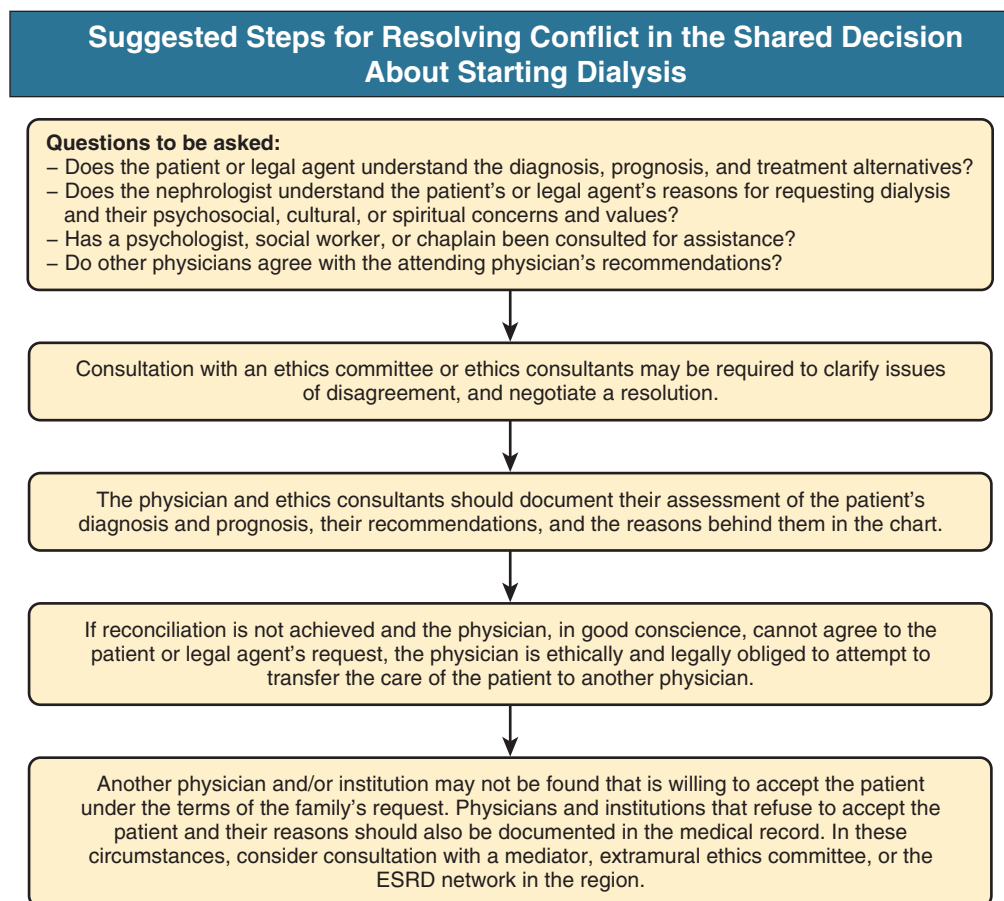 Suggested Steps for Resolving Conflict in the Shared Decision
About Starting Dialysis
Questions to be asked:
– Does the patient or legal agent understand the diagnosis, prognosis, and treatment alternatives?
– Does the nephrologist understand the patient’s or legal agent’s reasons for requesting dialysis
and their psychosocial, cultural, or spiritual concerns and values?
– Has a psychologist, social worker, or chaplain been consulted for assistance?
– Do other physicians agree with the attending physician’s recommendations?
Consultation with an ethics committee or ethics consultants may be required to clarify issues
of disagreement, and negotiate a resolution.
The physician and ethics consultants should document their assessment of the patient’s
diagnosis and prognosis, their recommendations, and the reasons behind them in the chart.
If reconciliation is not achieved and the physician, in good conscience, cannot agree to the
patient or legal agent’s request, the physician is ethically and legally obliged to attempt to
transfer the care of the patient to another physician.
Another physician and/or institution may not be found that is willing to accept the patient
under the terms of the family’s request. Physicians and institutions that refuse to accept the
patient and their reasons should also be documented in the medical record. In these
circumstances, consider consultation with a mediator, extramural ethics committee, or the
ESRD network in the region.